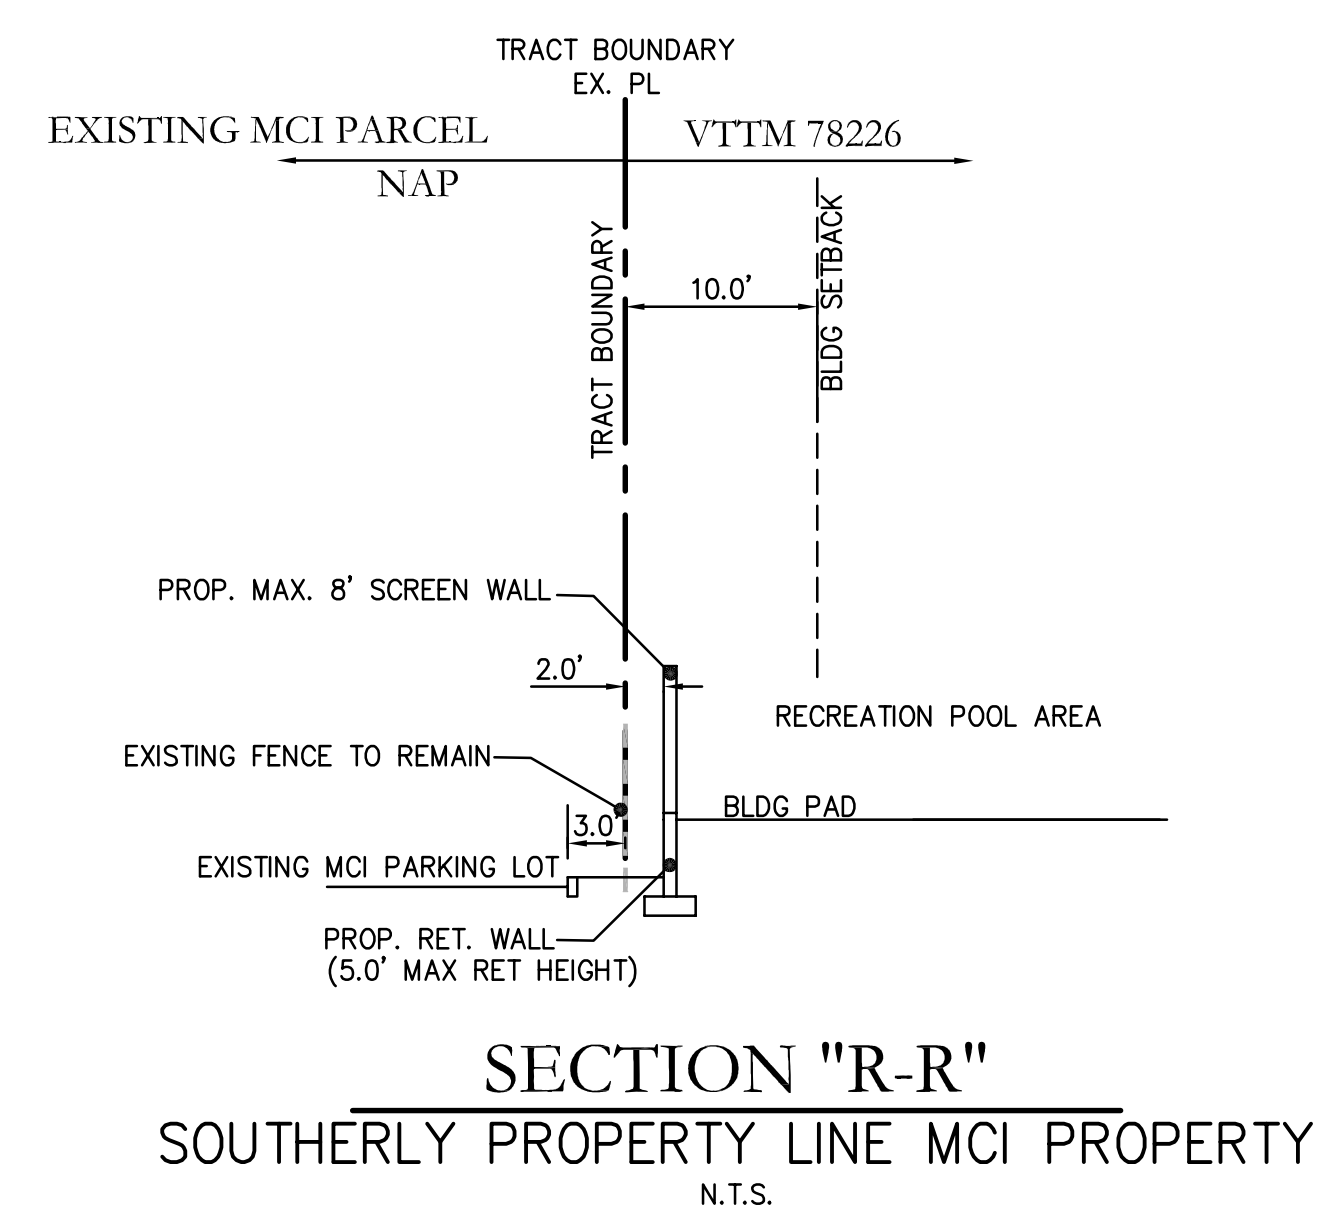 TRACT BOUNDARY
EX. PL
EXISTING MCI PARCEL
VTTM 78226
NAP
TRACT BOUNDARY
BLDG SETBACK
10.0'
PROP. MAX. 8' SCREEN WALL
2.0'
RECREATION POOL AREA
EXISTING FENCE TO REMAIN
BLDG PAD
3.0'
EXISTING MCI PARKING LOT
PROP. RET. WALL
(5.0' MAX RET HEIGHT)
SECTION "R-R"
SOUTHERLY PROPERTY LINE MCI PROPERTY
N.T.S.